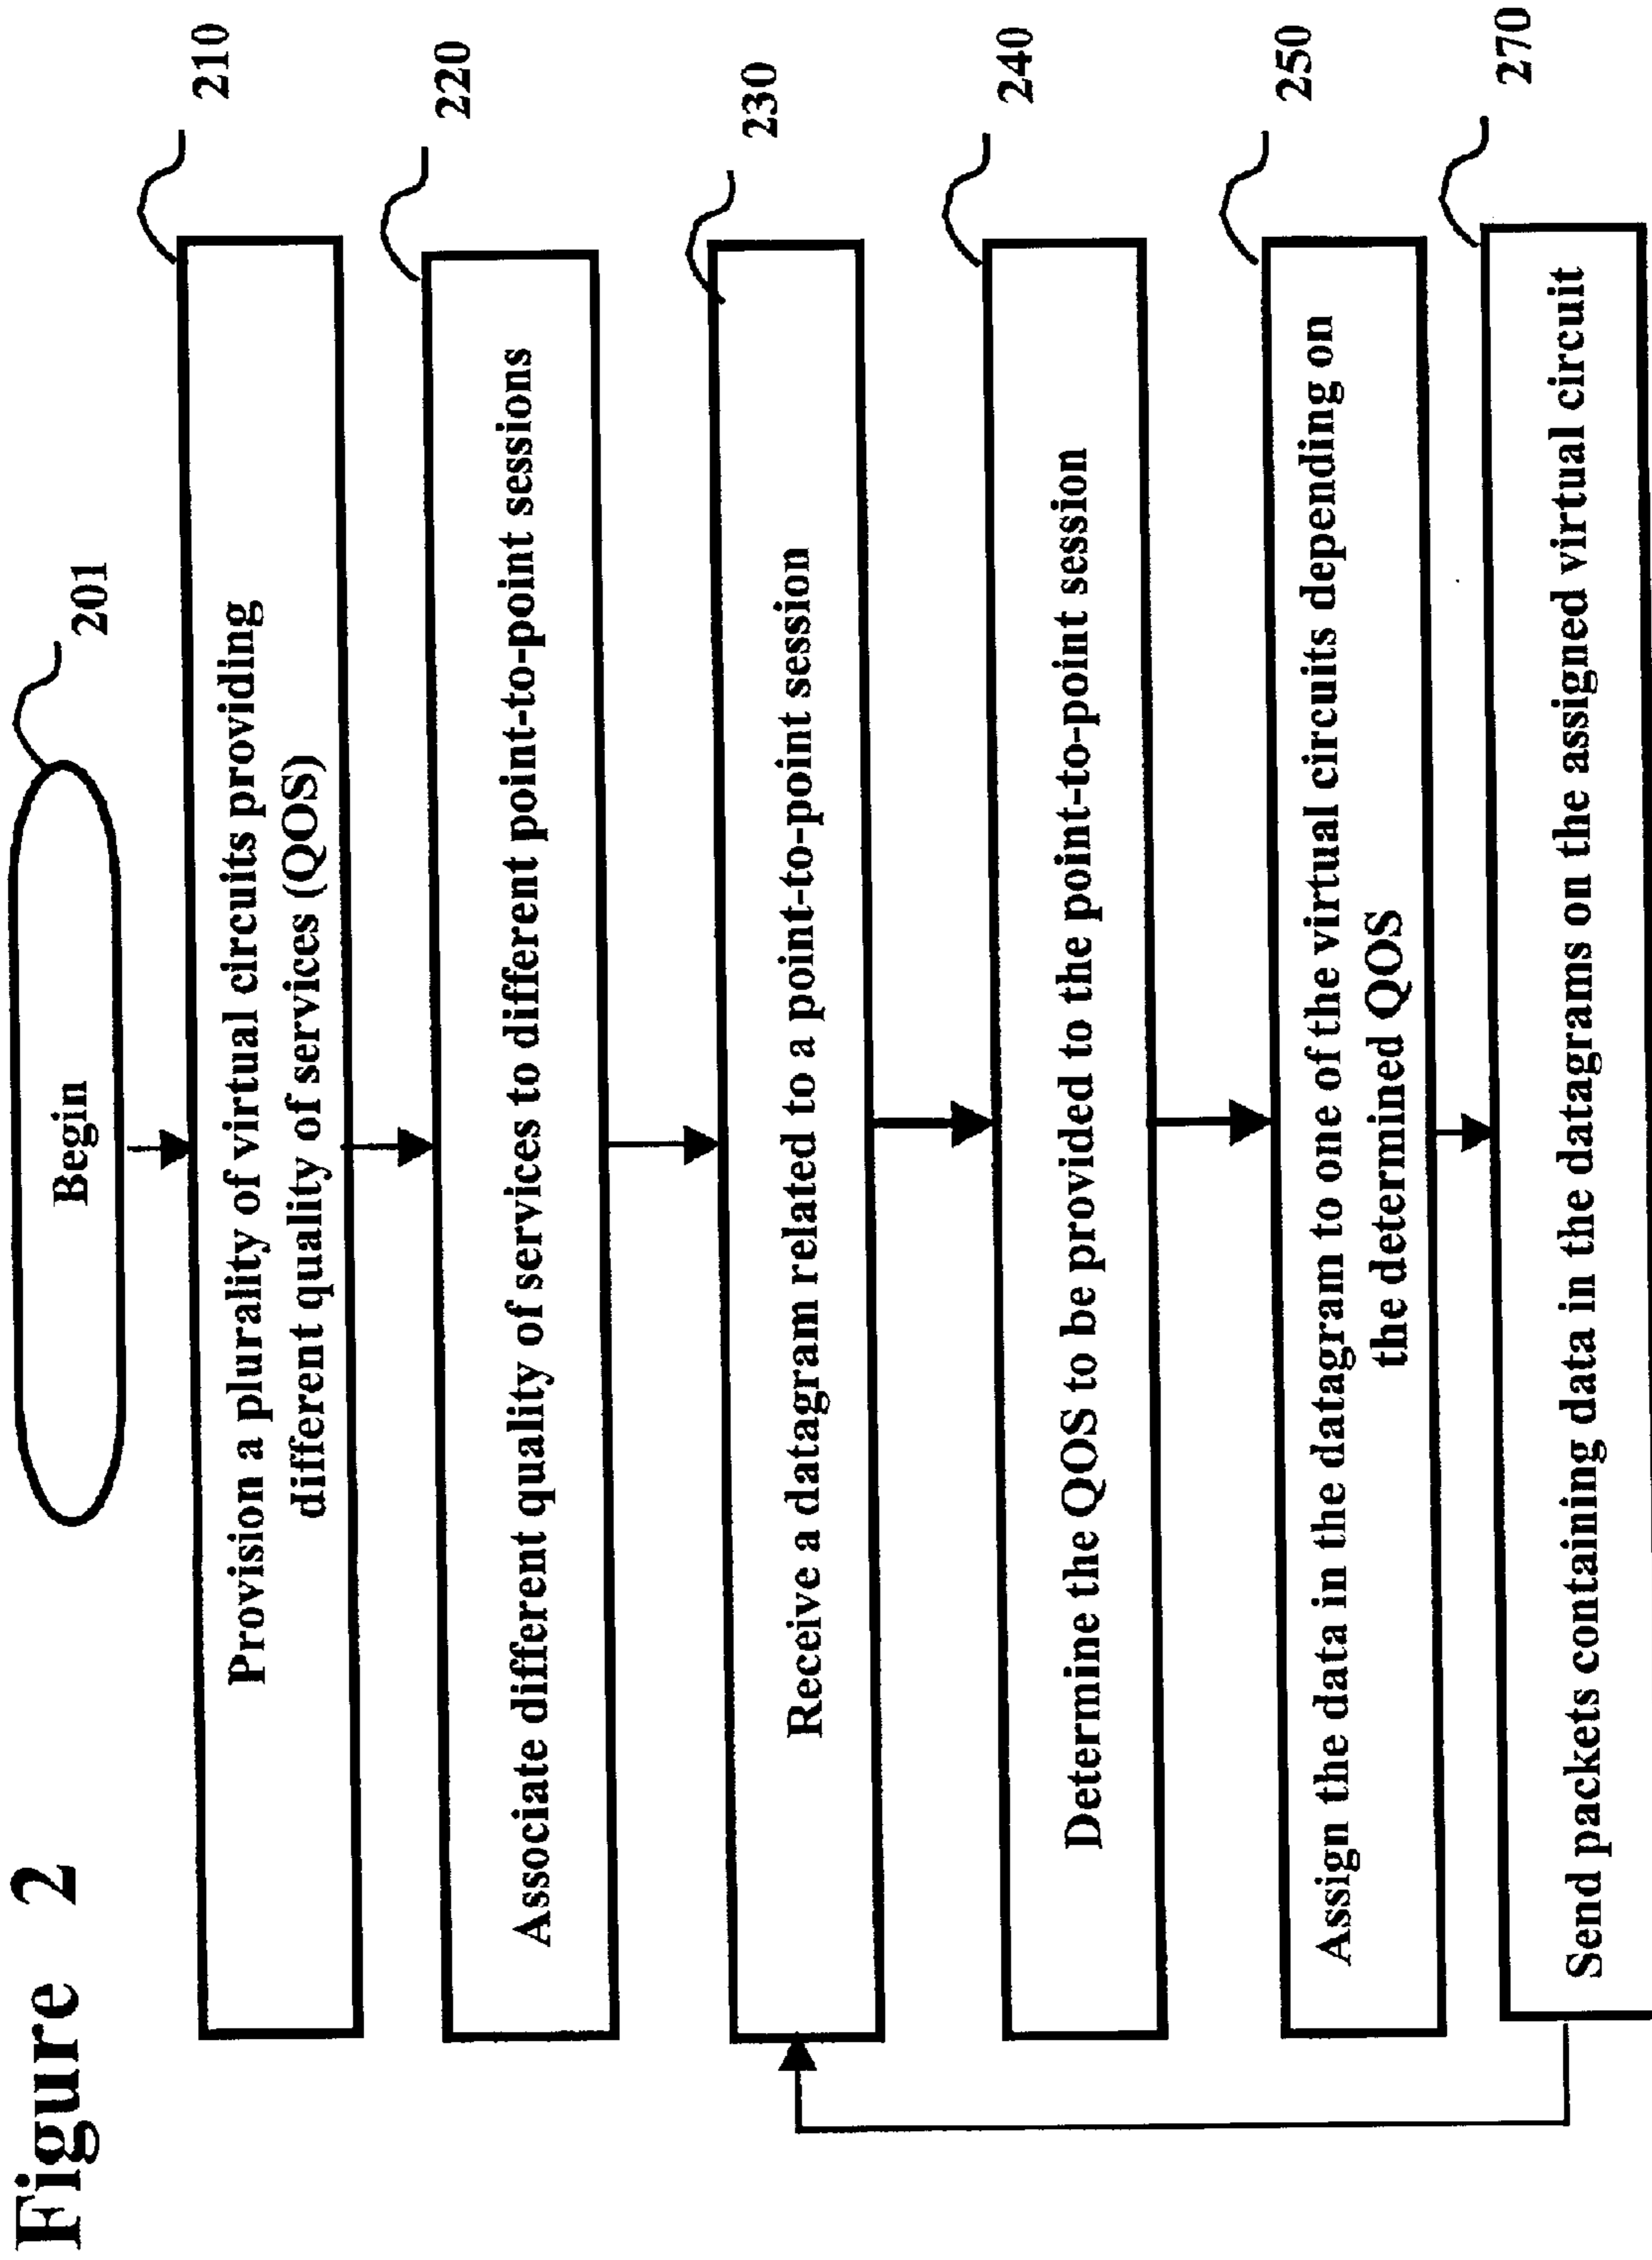 Figure 2
Begin
201
Provision a plurality of virtual circuits providing
different quality of services (QOS)
210
Associate different quality of services to different point-to-point sessions
220
Receive a datagram related to a point-to-point session
230
Determine the QOS to be provided to the point-to-point session
240
Assign the data in the datagram to one of the virtual circuits depending on
the determined QOS
250
Send packets containing data in the datagrams on the assigned virtual circuit
270